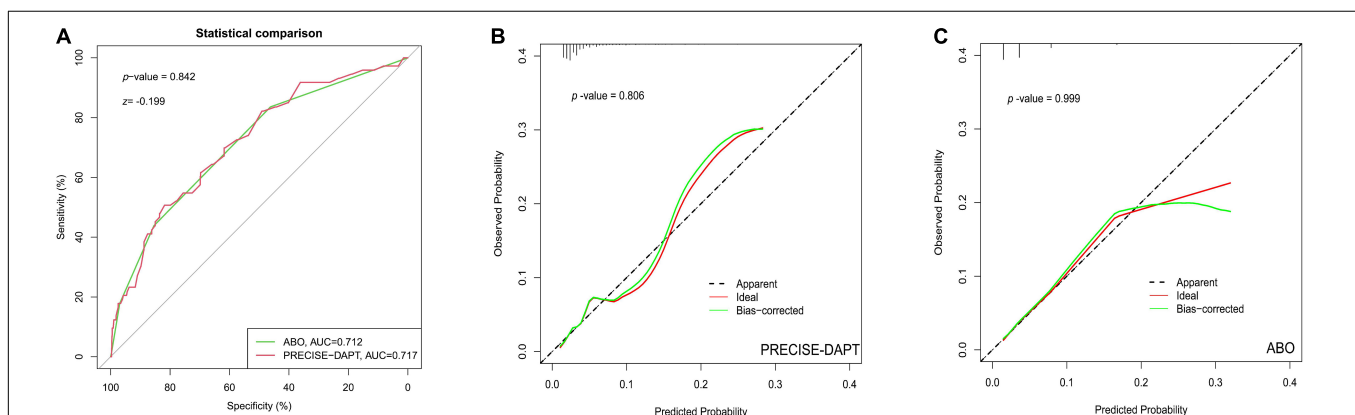 A
Statistical comparison
p−value = 0.842
z= -0.199
Sensitivity (%)
0
20
40
60
80
100
ABO, AUC=0.712
PRECISE−DAPT, AUC=0.717
100
80
60
40
20
0
Specificity (%)
B
p -value = 0.806
Observed Probability
0.0
0.1
0.2
0.3
0.4
Apparent
Ideal
Bias−corrected
PRECISE-DAPT
0.0
0.1
0.2
0.3
0.4
Predicted Probability
C
p -value = 0.999
Observed Probability
0.0
0.1
0.2
0.3
0.4
Apparent
Ideal
Bias−corrected
ABO
0.0
0.1
0.2
0.3
0.4
Predicted Probability